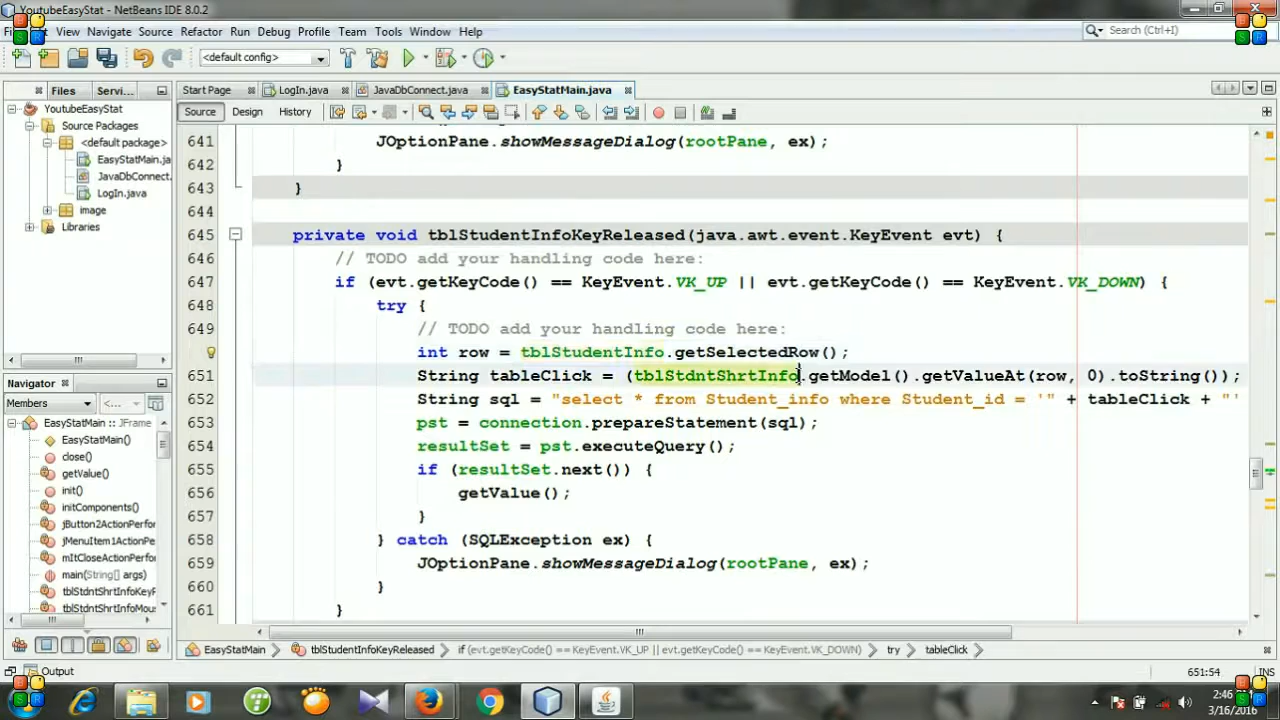 YoutubeEasyStat - NetBeans IDE 8.0.2
View Navigate Source Refactor Run Debug Profile Team Tools Window Help
Search (Ctrl+I)
<default config>
Files Servi...
Start Page LogIn.java JavaDbConnect.java EasyStatMain.java
Source Design History
YoutubeEasyStat
Source Packages
<default package>
EasyStatMain.ja
JavaDbConnect.
LogIn.java
image
Libraries
Navigator
Members <...>
EasyStatMain :: JFrame
EasyStatMain()
close()
getValue()
init()
initComponents()
jButton2ActionPerfor
jMenuItem1ActionPerfo
mItCloseActionPerfo
main(String[] args)
tblStdntShrtInfoKeyR
tblStdntShrtInfoMous
641 JOptionPane.showMessageDialog(rootPane, ex);
642 }
643 }
644
645 private void tblStudentInfoKeyReleased(java.awt.event.KeyEvent evt) {
646 // TODO add your handling code here:
647 if (evt.getKeyCode() == KeyEvent.VK_UP || evt.getKeyCode() == KeyEvent.VK_DOWN) {
648 try {
649 // TODO add your handling code here:
int row = tblStudentInfo.getSelectedRow();
651 String tableClick = (tblStdntShrtInfo.getModel().getValueAt(row, 0).toString());
652 String sql = "select * from Student_info where Student_id = '" + tableClick + "'
653 pst = connection.prepareStatement(sql);
654 resultSet = pst.executeQuery();
655 if (resultSet.next()) {
656 getValue();
657 }
658 } catch (SQLException ex) {
659 JOptionPane.showMessageDialog(rootPane, ex);
660 }
661 }
EasyStatMain tblStudentInfoKeyReleased if (evt.getKeyCode() == KeyEvent.VK_UP || evt.getKeyCode() == KeyEvent.VK_DOWN) try tableClick
Output
651:54 INS
3/16/2016